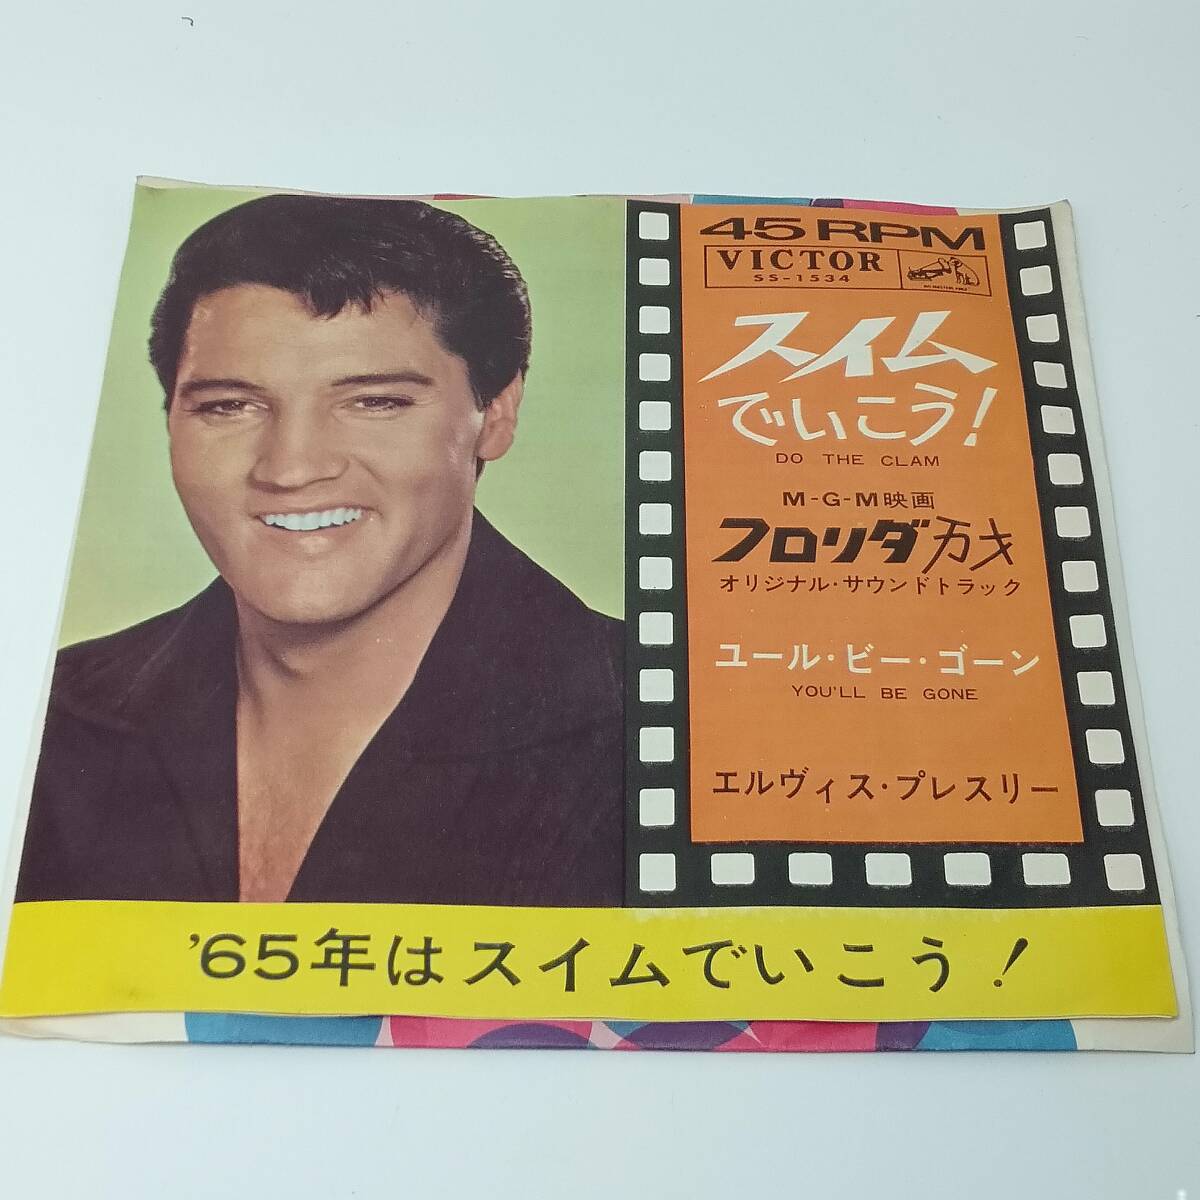 45 RPM
VICTOR
SS-1534
スイム
でいこう!
DO THE CLAM
M-G-M映画
フロリダ万才
オリジナル・サウンドトラック
ユール・ビー・ゴーン
YOU'LL BE GONE
エルヴィス・プレスリー
'65年はスイムでいこう!